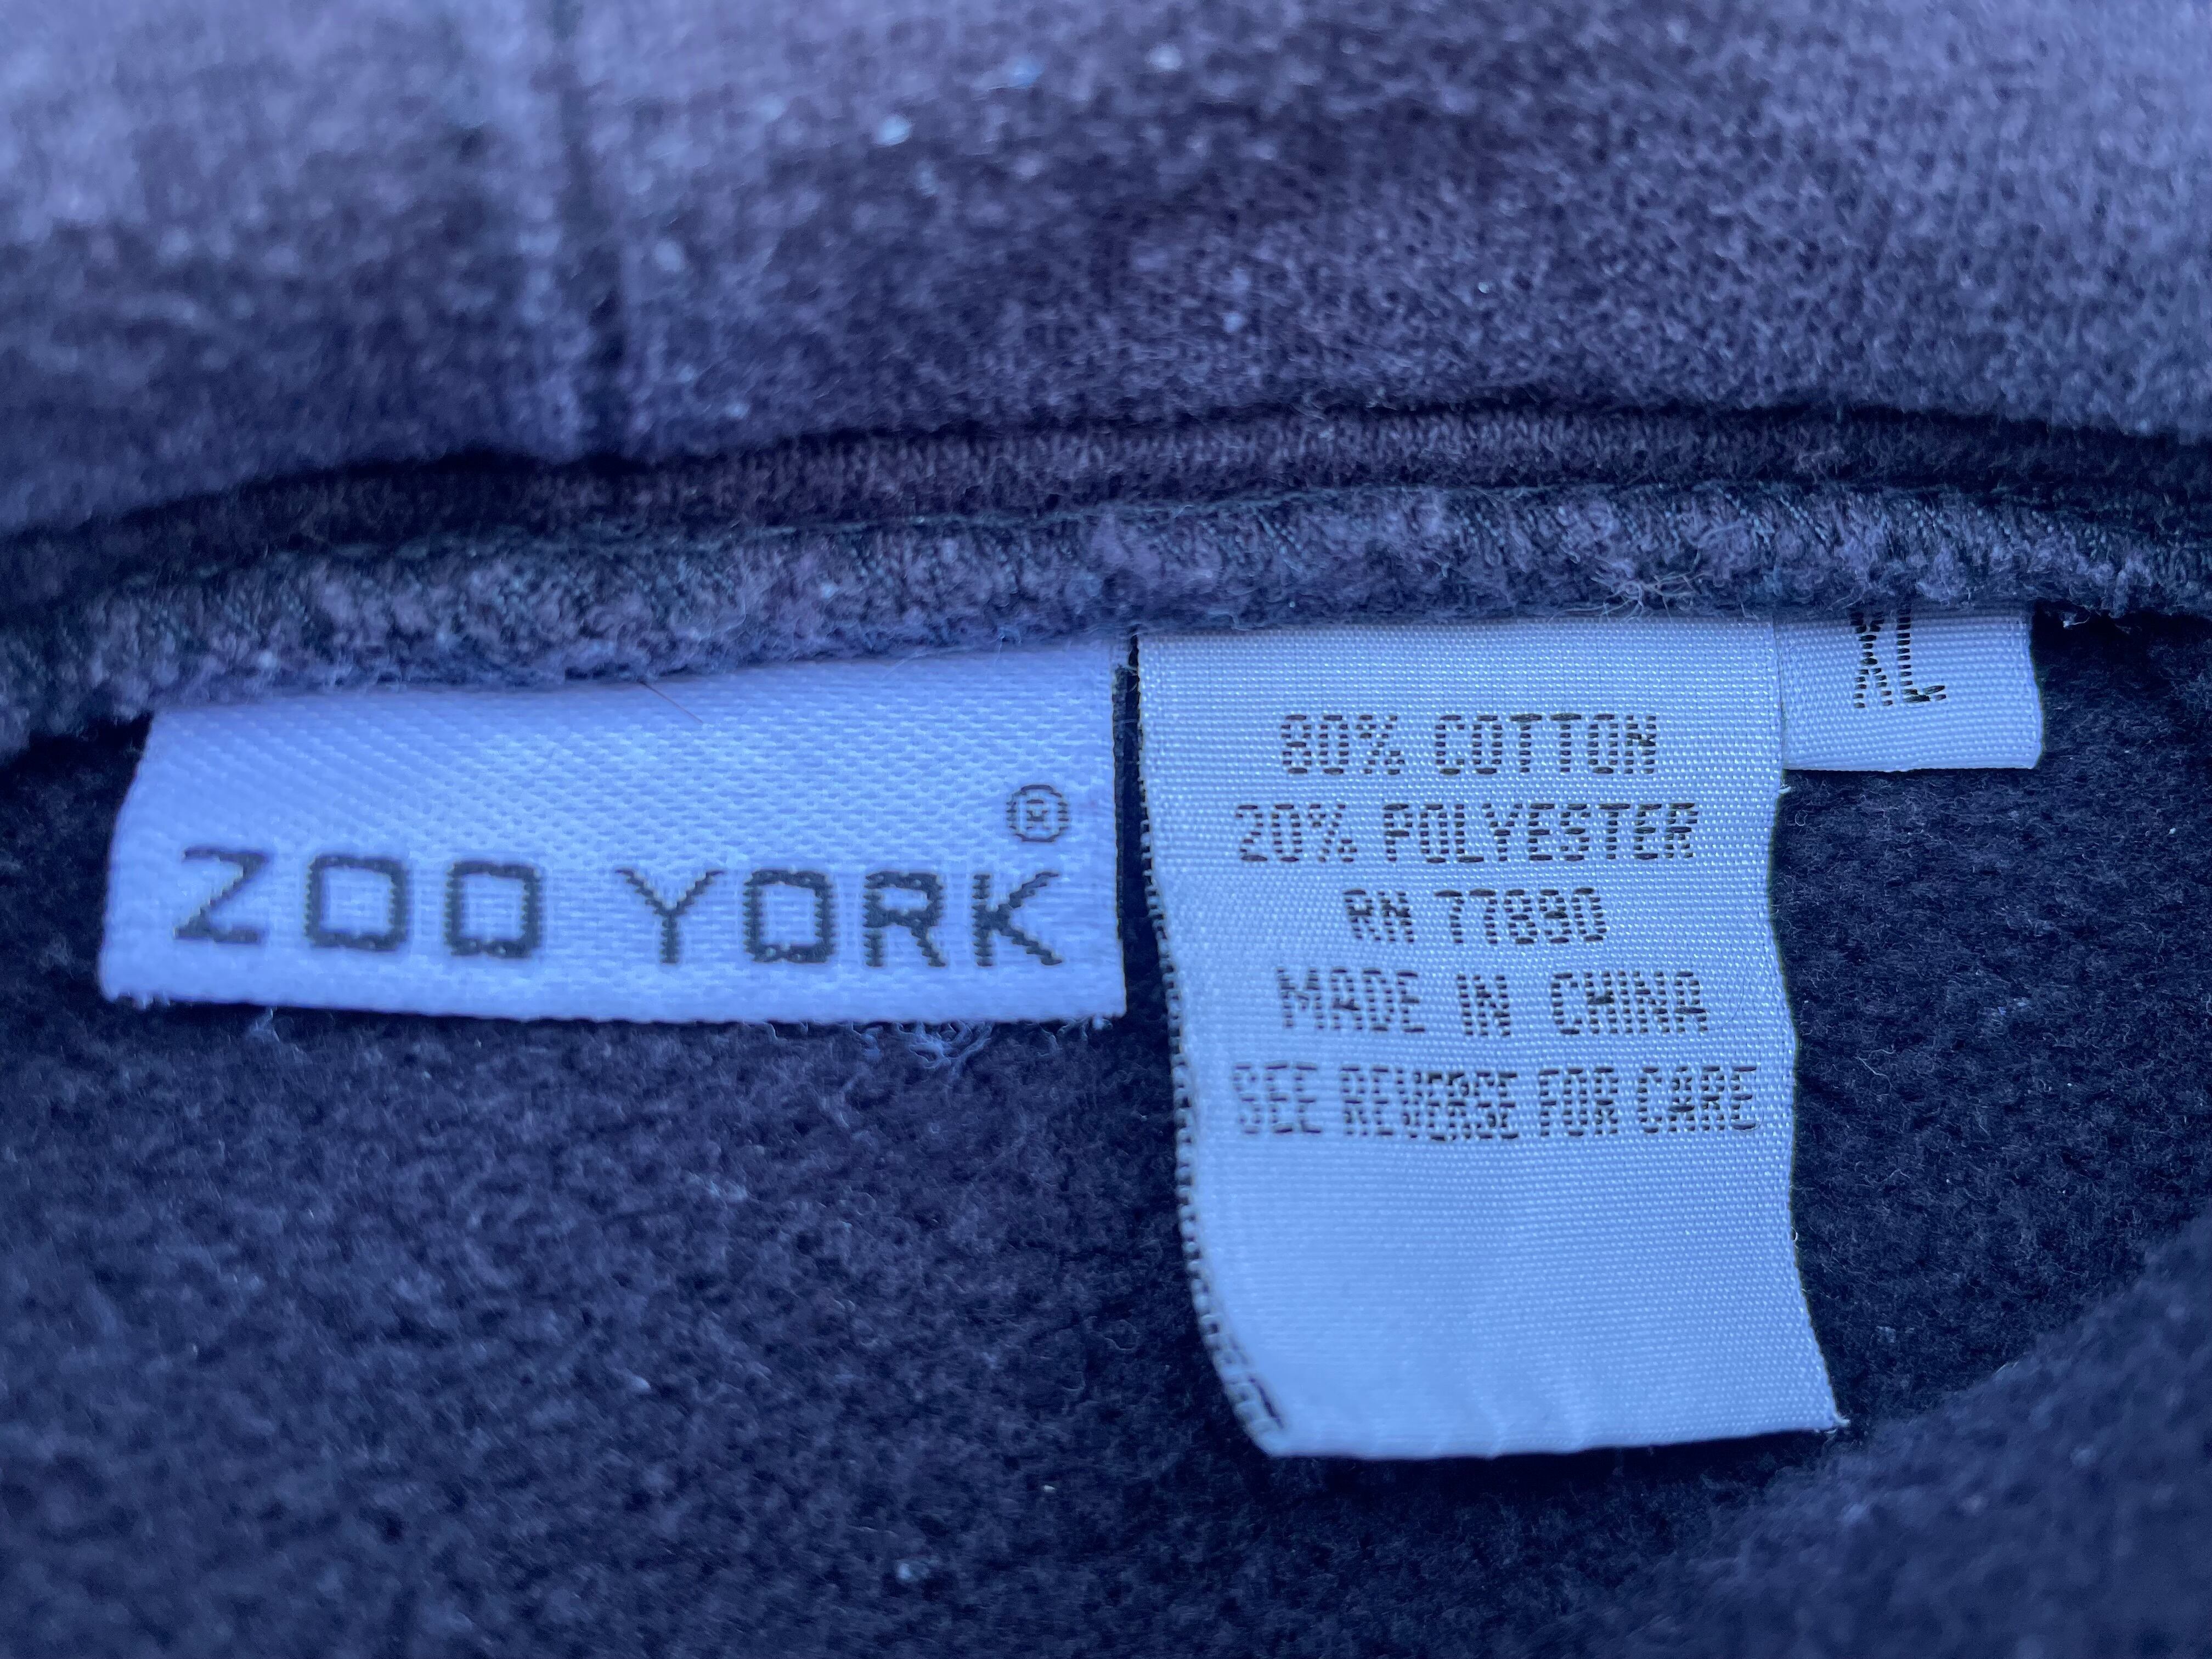 ZOO YORK®
XL
80% COTTON
20% POLYESTER
RN 77890
MADE IN CHINA
SEE REVERSE FOR CARE